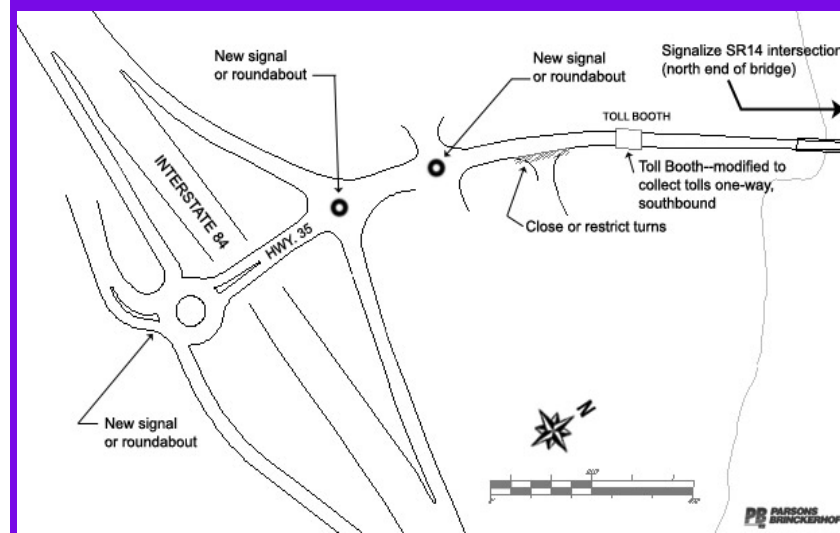 New signal
or roundabout
New signal
or roundabout
Signalize SR14 intersection
(north end of bridge)
TOLL BOOTH
INTERSTATE 84
HWY. 35
Toll Booth--modified to
collect tolls one-way,
southbound
Close or restrict turns
New signal
or roundabout
N
PB PARSONS
BRINCKERHOF